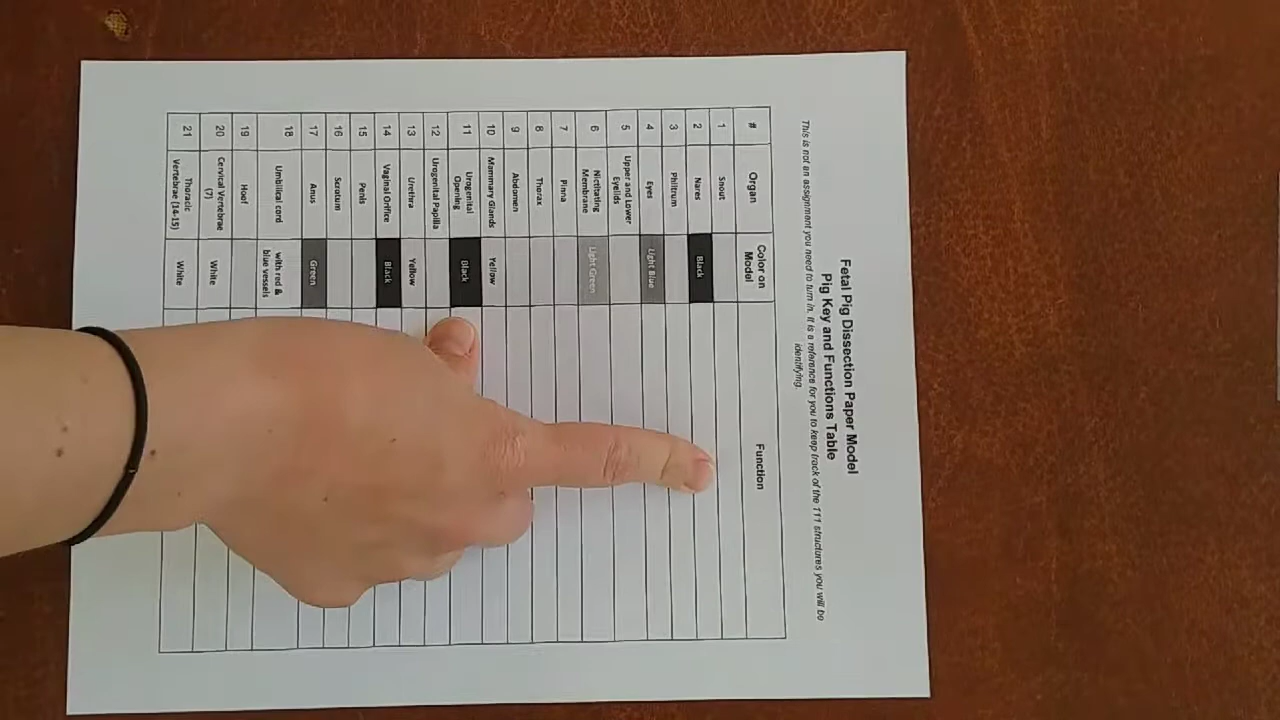 Fetal Pig Dissection Paper Model
Pig Key and Functions Table
This is not an assignment you need to turn in. It is a reference for you to keep track of the 111 structures you will be
identifying.
# Organ Color on Model Function
1 Snout
2 Nares Black
3 Philtrum
4 Eyes Light Blue
5 Upper and Lower Eyelids
6 Nictitating Membrane Light Green
7 Pinna
8 Thorax
9 Abdomen
10 Mammary Glands Yellow
11 Urogenital Opening Black
12 Urogenital Papilla
13 Urethra Yellow
14 Vaginal Orifice Black
15 Penis
16 Scrotum
17 Anus Green
18 Umbilical cord with red & blue vessels
19 Hoof
20 Cervical Vertebrae (7) White
21 Thoracic Vertebrae (14-15) White